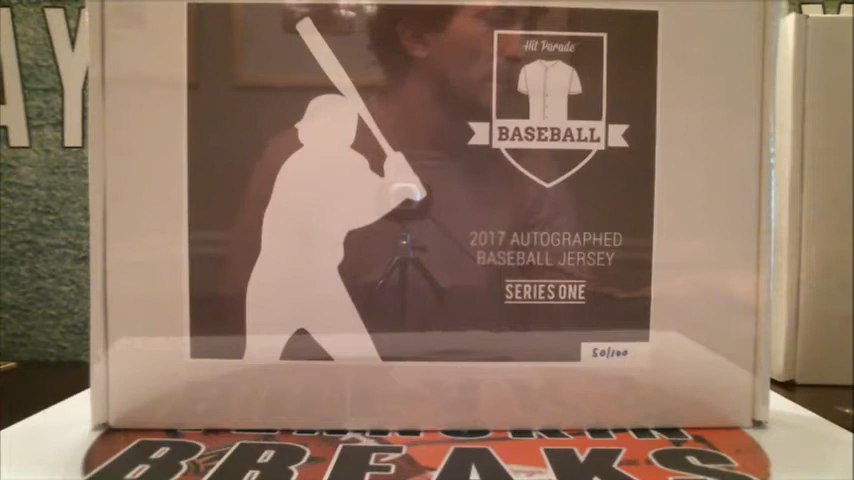 Hit Parade
BASEBALL
2017 AUTOGRAPHED
BASEBALL JERSEY
SERIES ONE
50/100
BREAKS